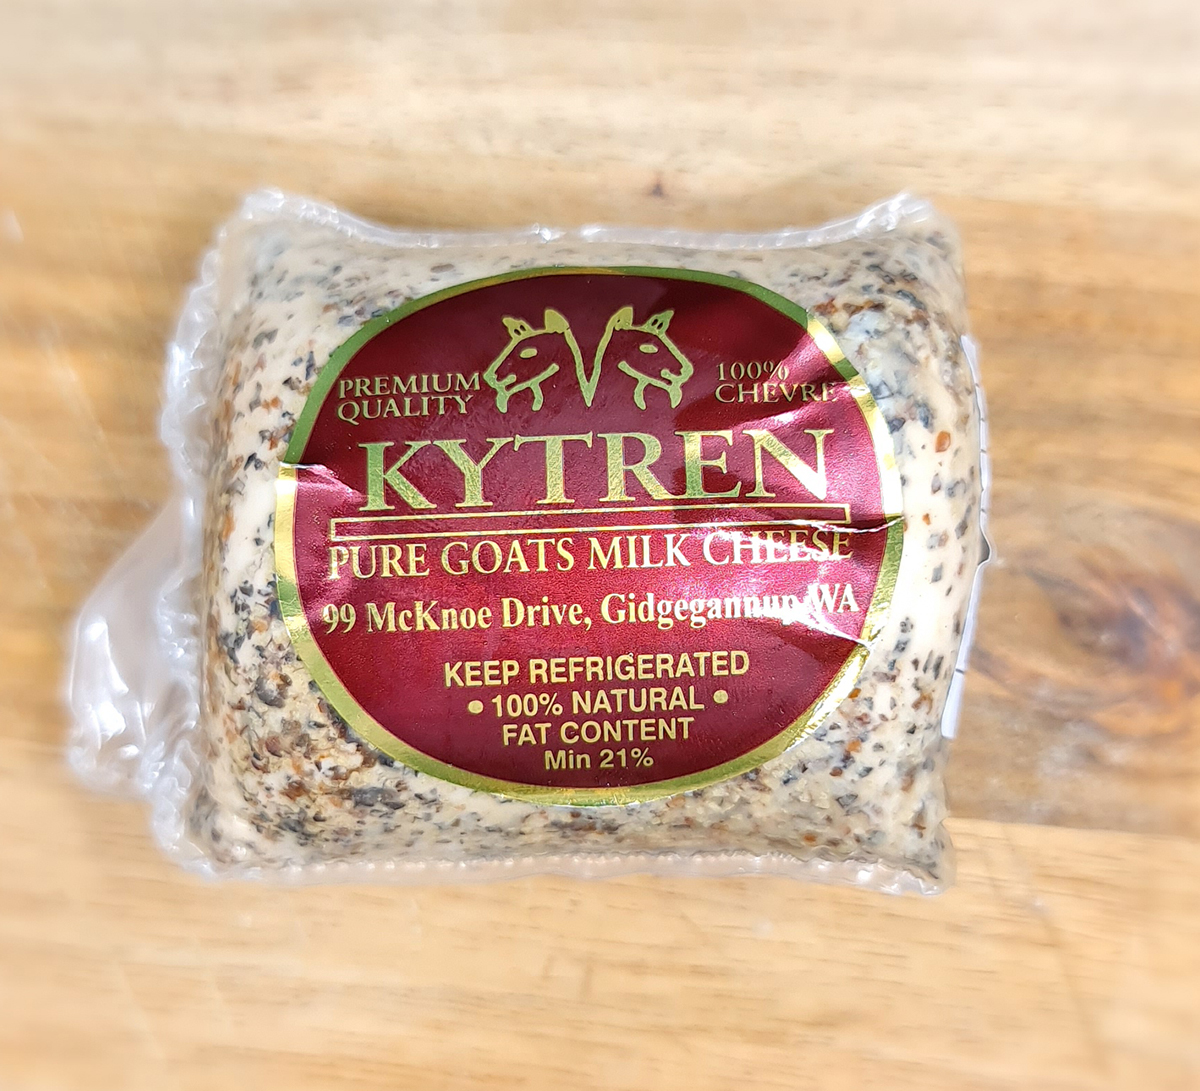 PREMIUM
QUALITY
100%
CHEVRE
KYTREN
PURE GOATS MILK CHEESE
99 McKnoe Drive, Gidgegannup WA
KEEP REFRIGERATED
• 100% NATURAL •
FAT CONTENT
Min 21%